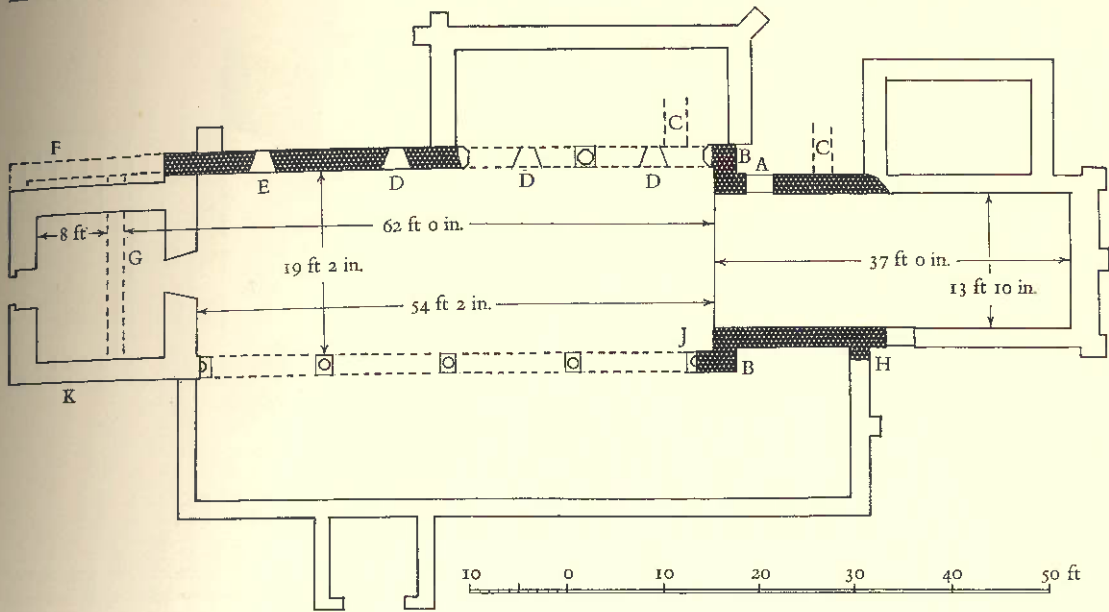 C
C
F
B
A
E
D
D
D
62 ft 0 in.
8 ft
G
37 ft 0 in.
19 ft 2 in.
13 ft 10 in.
54 ft 2 in.
J
H
B
K
10 0 10 20 30 40 50 ft